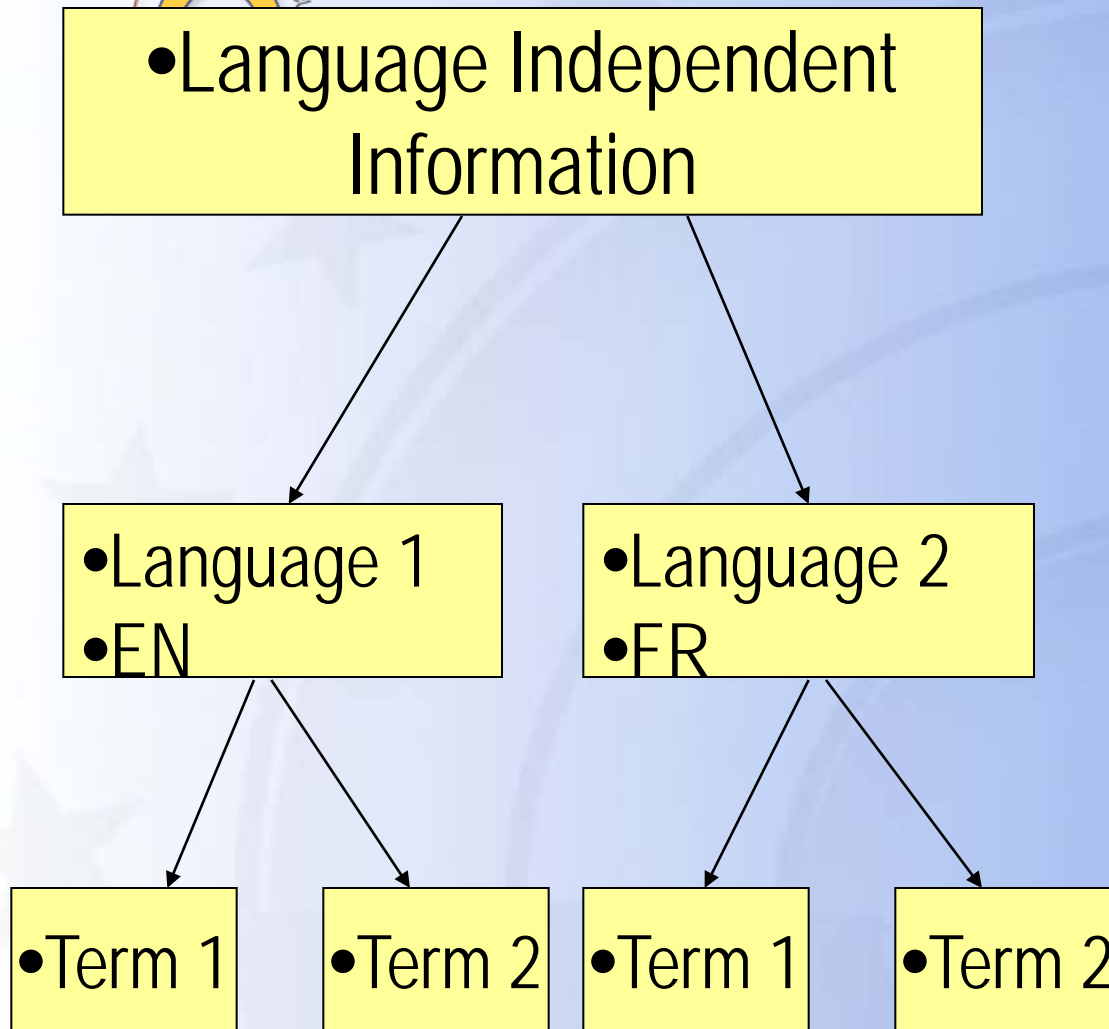 •Language Independent
Information
•Language 1
•EN
•Language 2
•FR
•Term 1
•Term 2
•Term 1
•Term 2